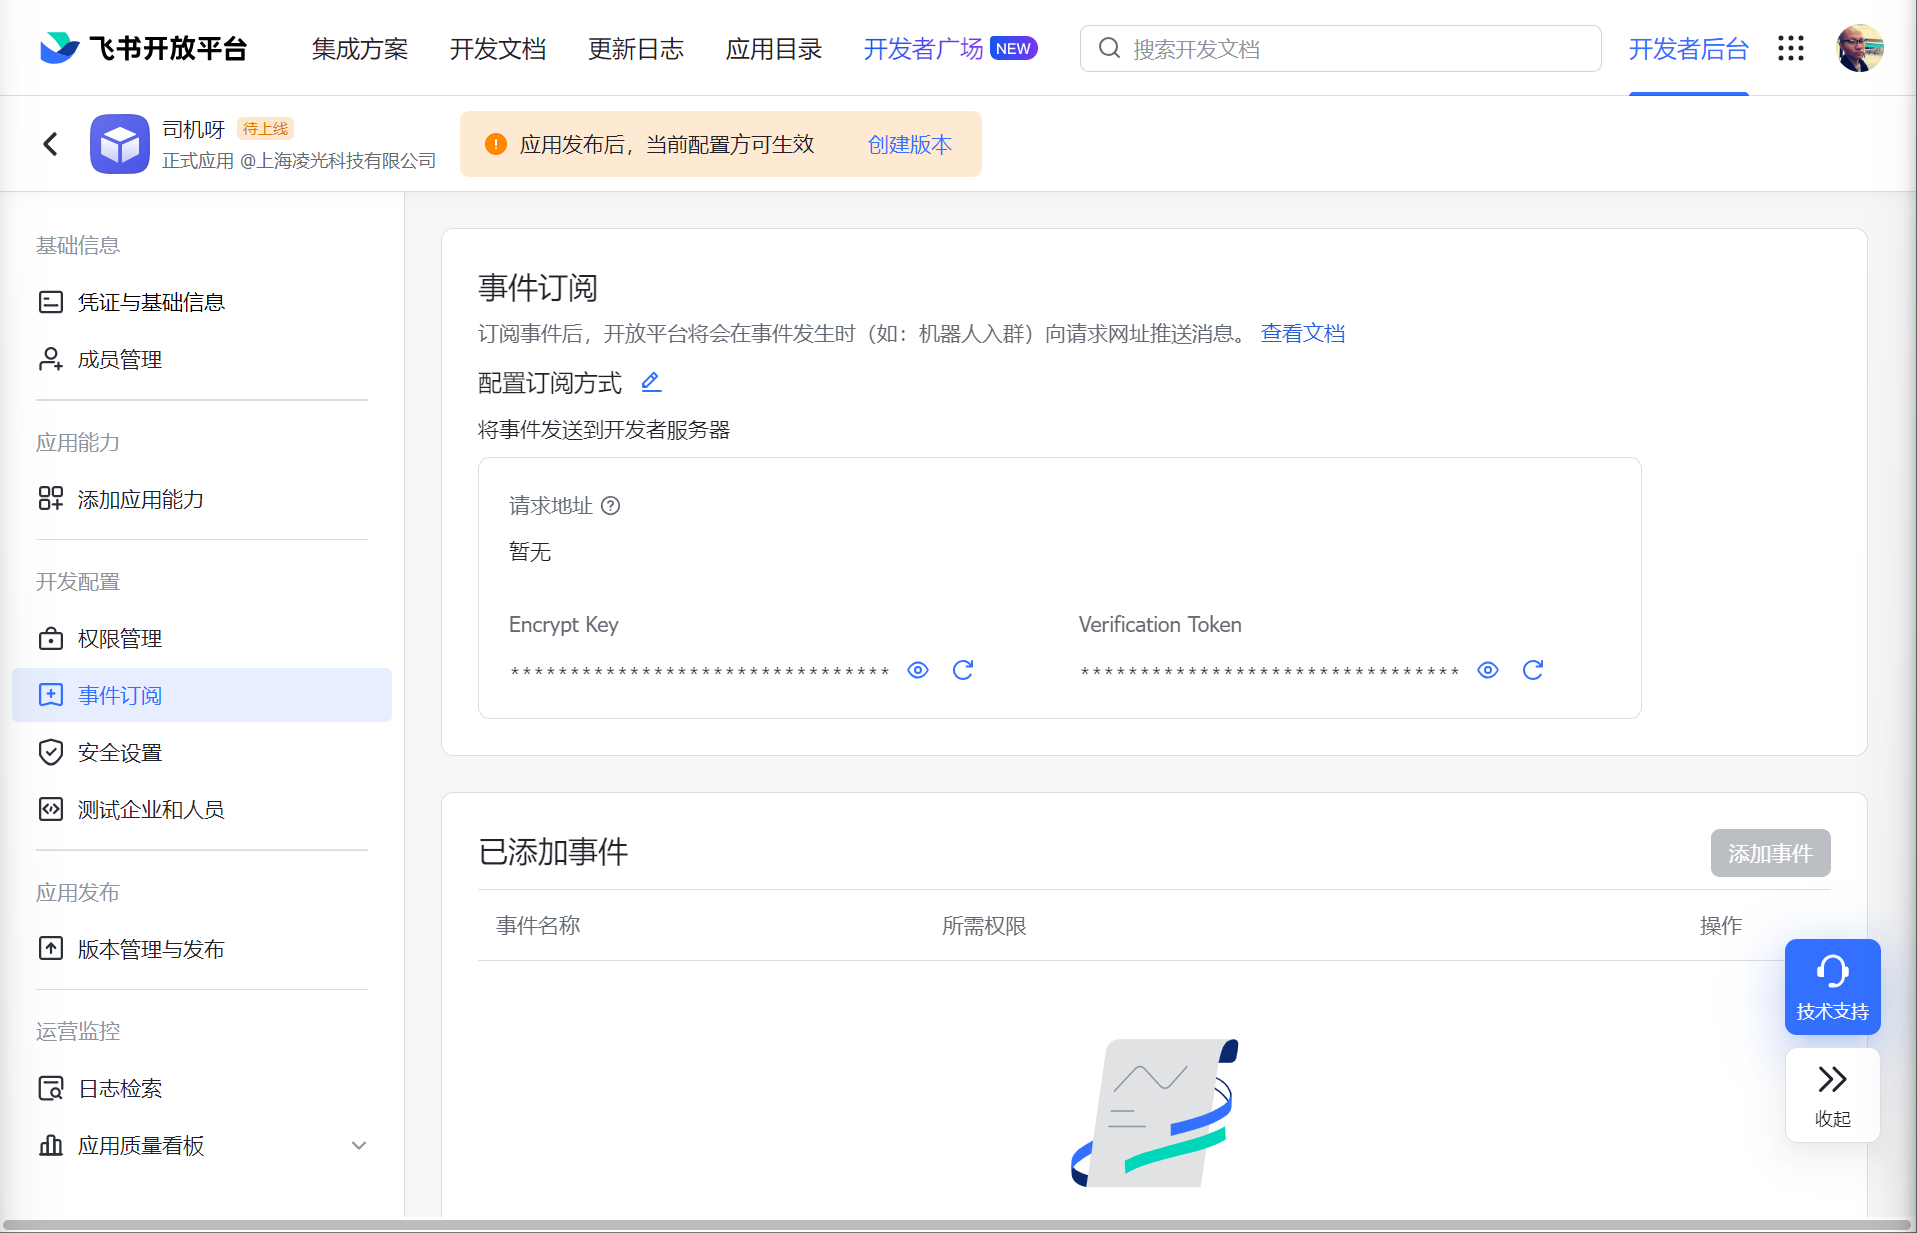 飞书开放平台
集成方案
开发文档
更新日志
应用目录
开发者广场 NEW
搜索开发文档
开发者后台
司机呀 待上线
正式应用 @上海凌光科技有限公司
应用发布后，当前配置方可生效 创建版本
基础信息
凭证与基础信息
成员管理
应用能力
添加应用能力
开发配置
权限管理
事件订阅
安全设置
测试企业和人员
应用发布
版本管理与发布
运营监控
日志检索
应用质量看板
事件订阅
订阅事件后，开放平台将会在事件发生时（如：机器人入群）向请求网址推送消息。 查看文档
配置订阅方式
将事件发送到开发者服务器
请求地址
暂无
Encrypt Key
********************************
Verification Token
********************************
已添加事件
添加事件
事件名称
所需权限
操作
技术支持
收起